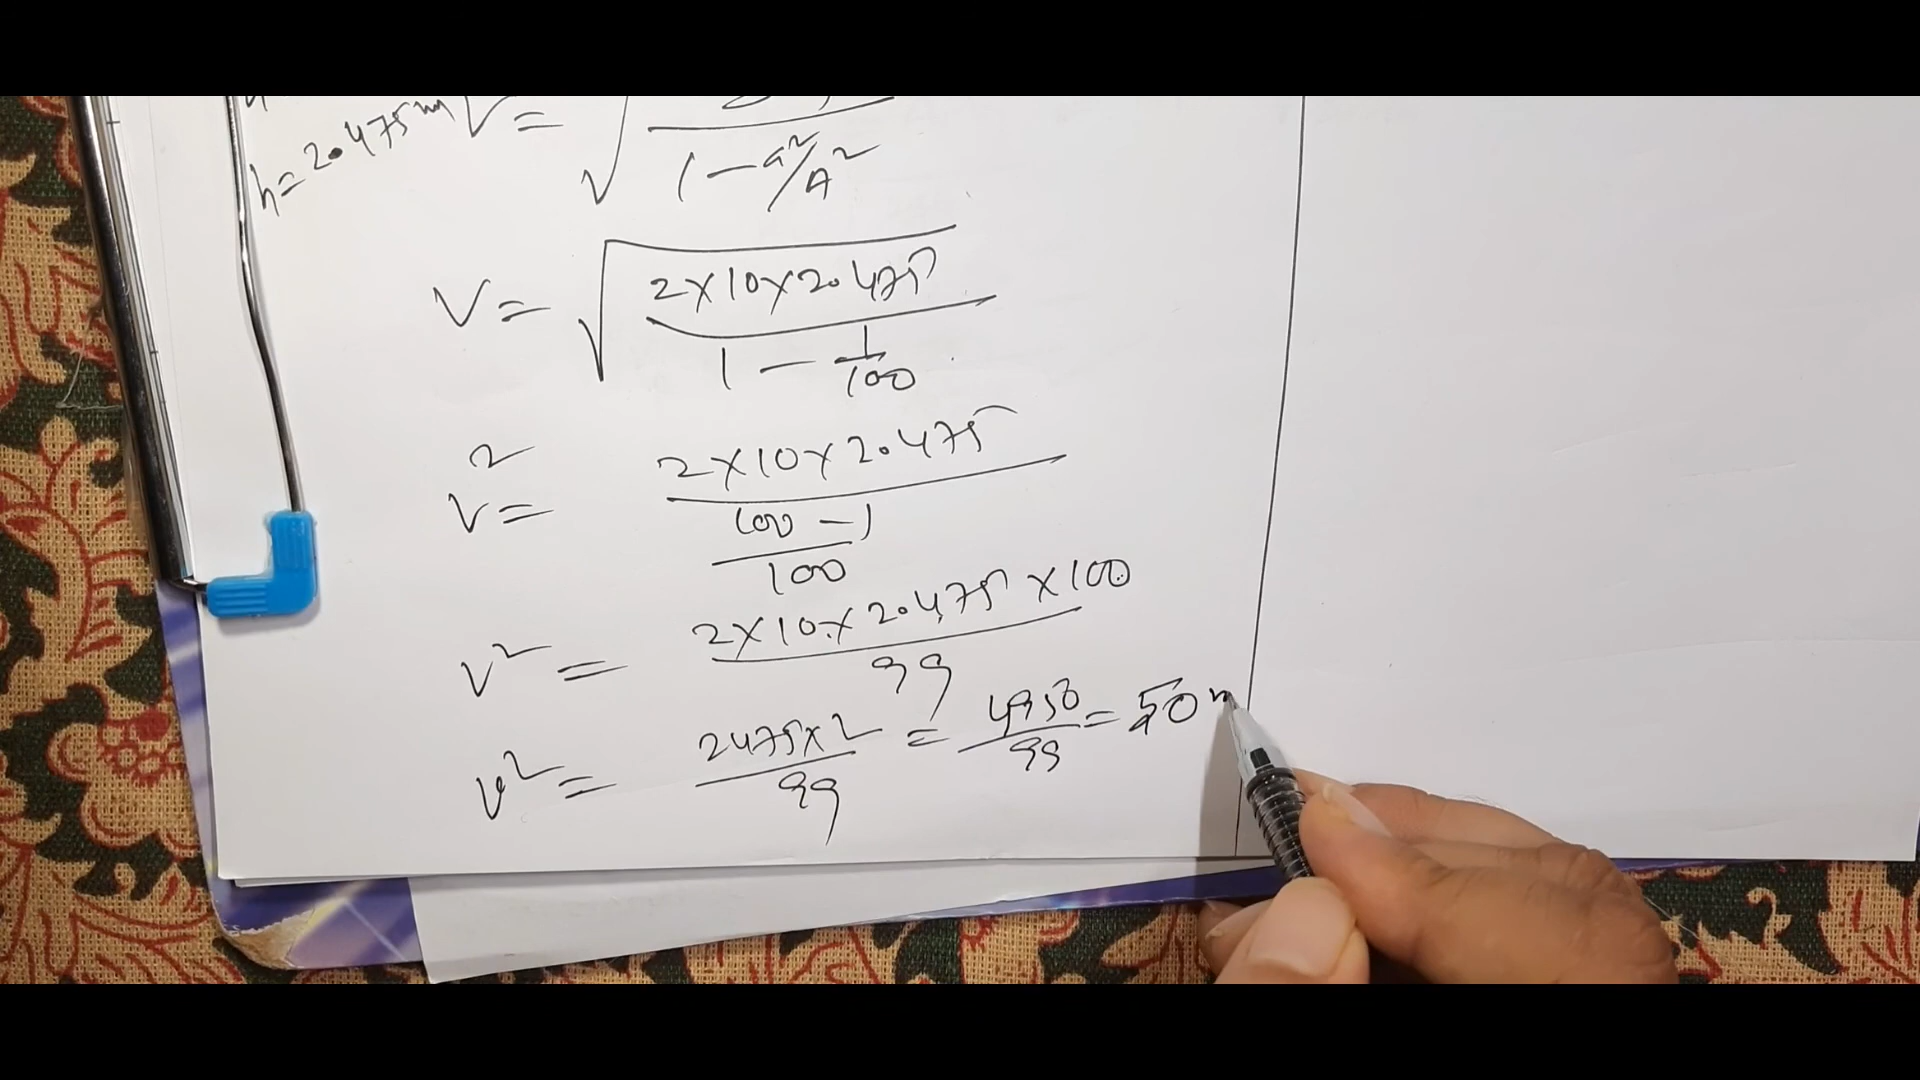 h=2.475m V= √ 1-a²/A²
V= √ 2×10×2.475 / 1 - 1/100
V² = 2×10×2.475 / (100-1)/100
V² = 2×10×2.475×100 / 99
V² = 2475×2 / 99 = 4950/99 = 50 m